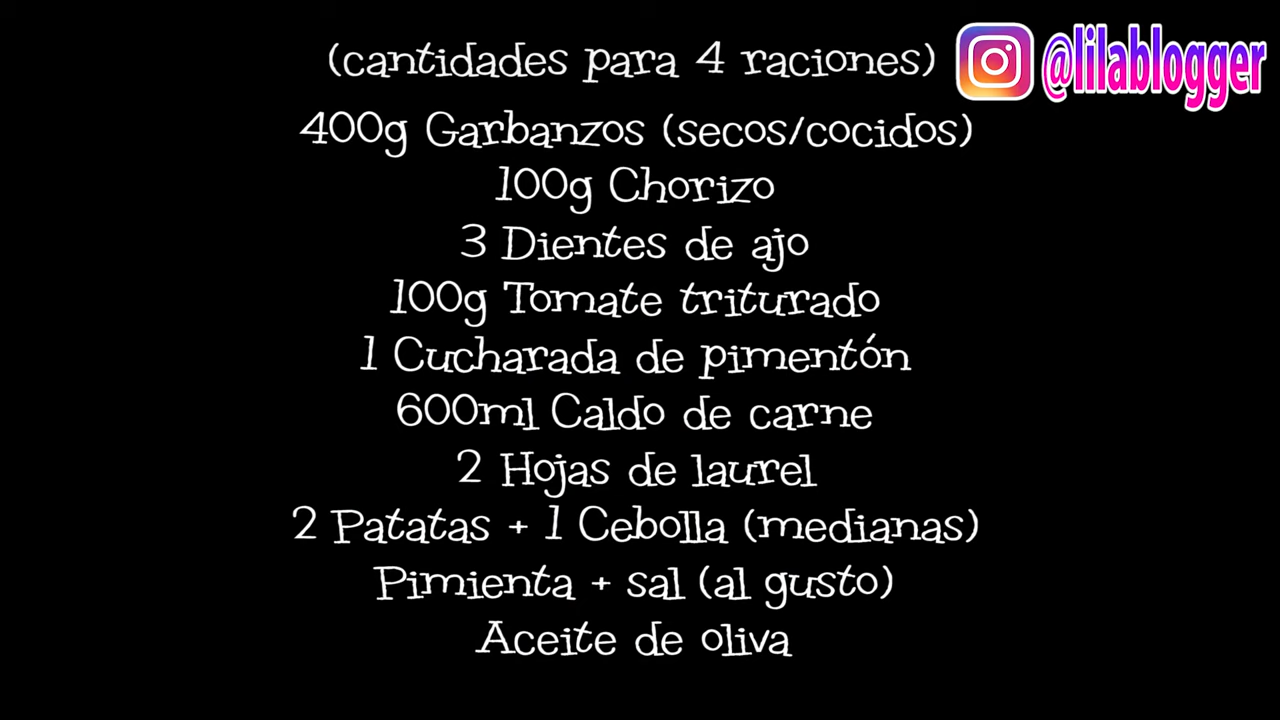 (cantidades para 4 raciones)
@lilablogger
400g Garbanzos (secos/cocidos)
100g Chorizo
3 Dientes de ajo
100g Tomate triturado
1 Cucharada de pimentón
600ml Caldo de carne
2 Hojas de laurel
2 Patatas + 1 Cebolla (medianas)
Pimienta + sal (al gusto)
Aceite de oliva